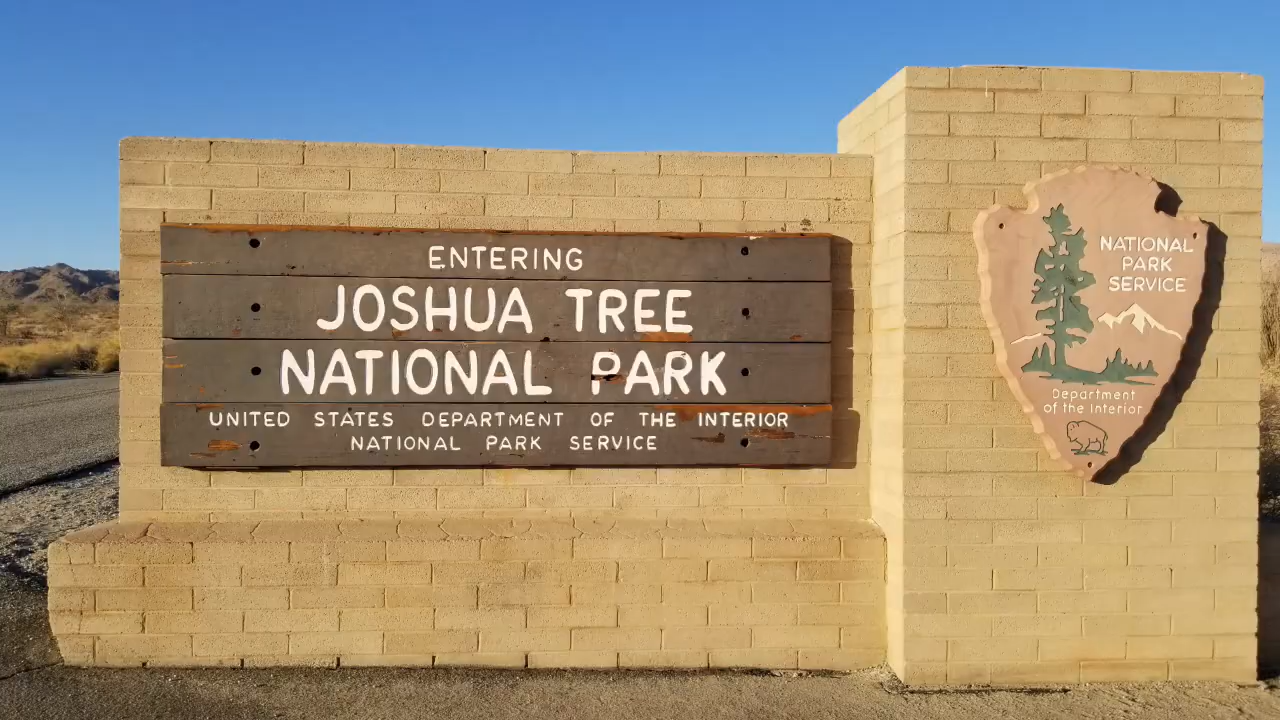 ENTERING
JOSHUA TREE
NATIONAL PARK
UNITED STATES DEPARTMENT OF THE INTERIOR
NATIONAL PARK SERVICE
NATIONAL
PARK
SERVICE
Department
of the Interior